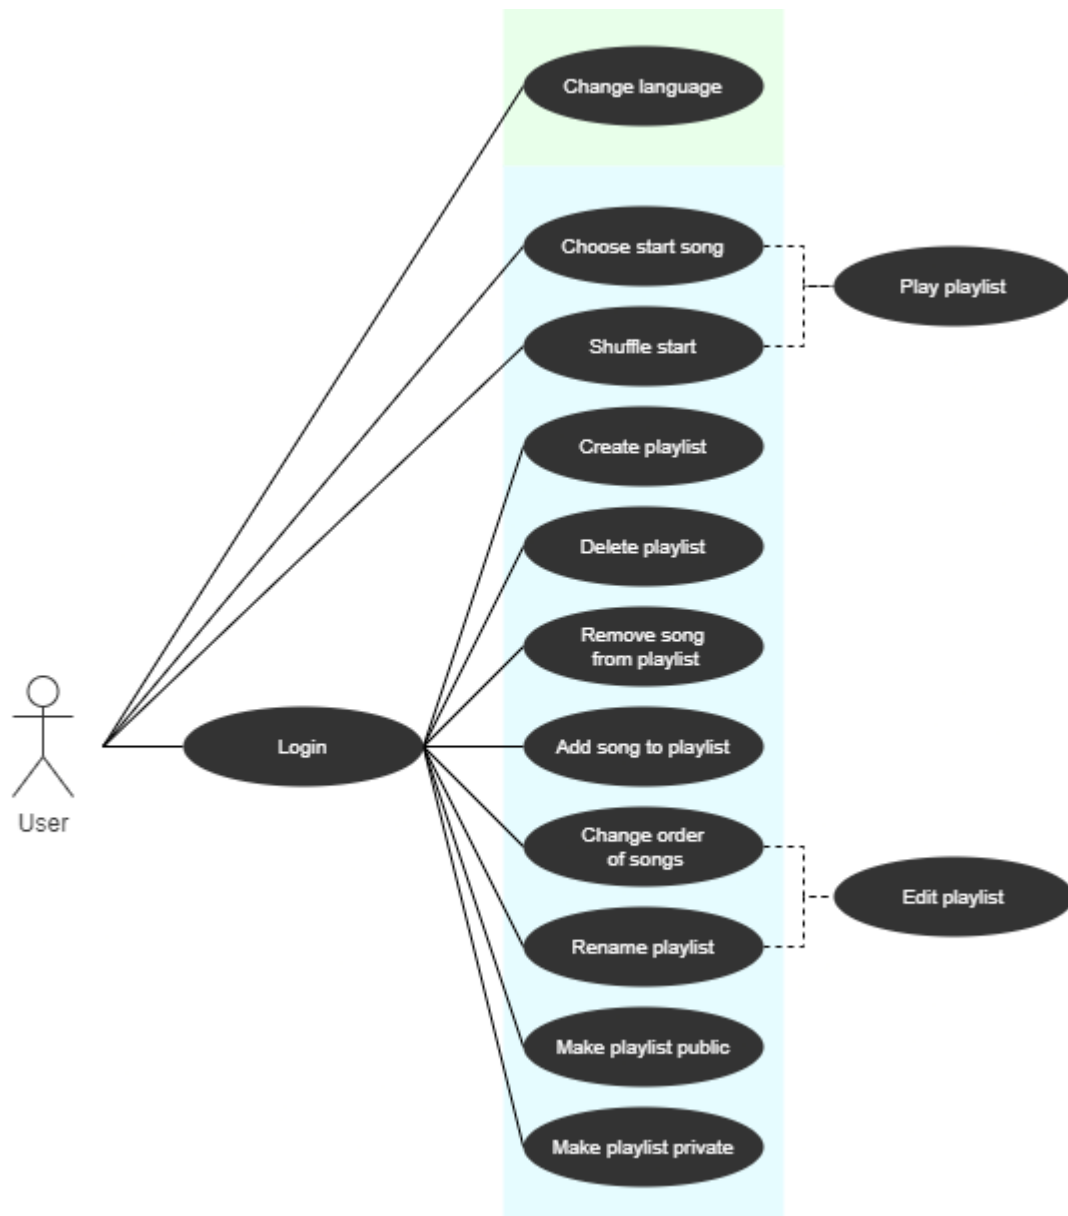 Change language
Choose start song
Play playlist
Shuffle start
Create playlist
Delete playlist
Remove song
from playlist
Login
Add song to playlist
User
Change order
of songs
Edit playlist
Rename playlist
Make playlist public
Make playlist private